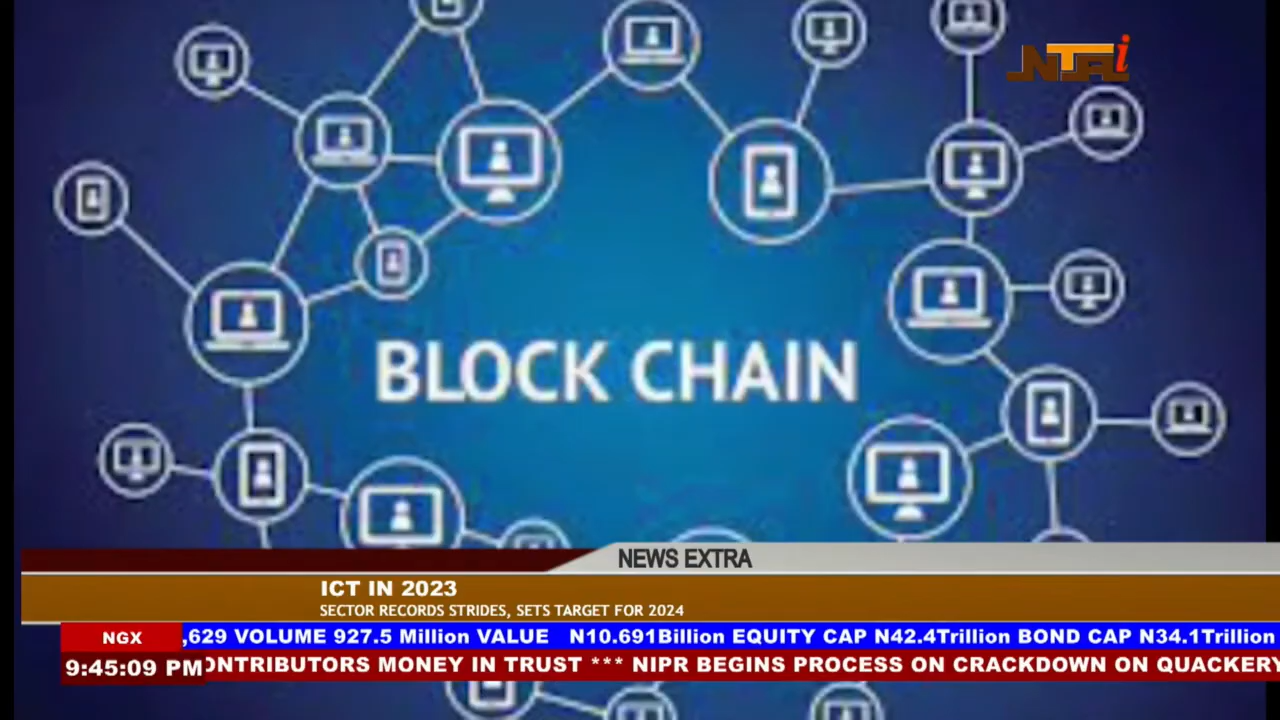 NTAi
BLOCK CHAIN
NEWS EXTRA
ICT IN 2023
SECTOR RECORDS STRIDES, SETS TARGET FOR 2024
NGX ,629 VOLUME 927.5 Million VALUE N10.691Billion EQUITY CAP N42.4Trillion BOND CAP N34.1Trillion
9:45:09 PM ONTRIBUTORS MONEY IN TRUST *** NIPR BEGINS PROCESS ON CRACKDOWN ON QUACKERY